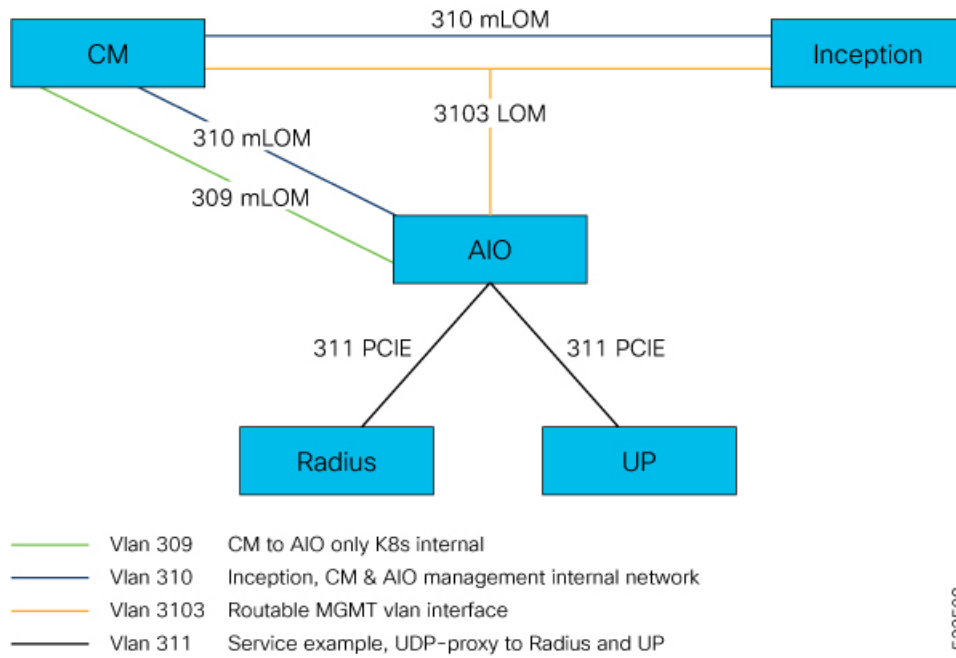 310 mLOM
CM
Inception
3103 LOM
310 mLOM
309 mLOM
AIO
311 PCIE
311 PCIE
Radius
UP
Vlan 309 CM to AIO only K8s internal
Vlan 310 Inception, CM & AIO management internal network
Vlan 3103 Routable MGMT vlan interface
Vlan 311 Service example, UDP-proxy to Radius and UP